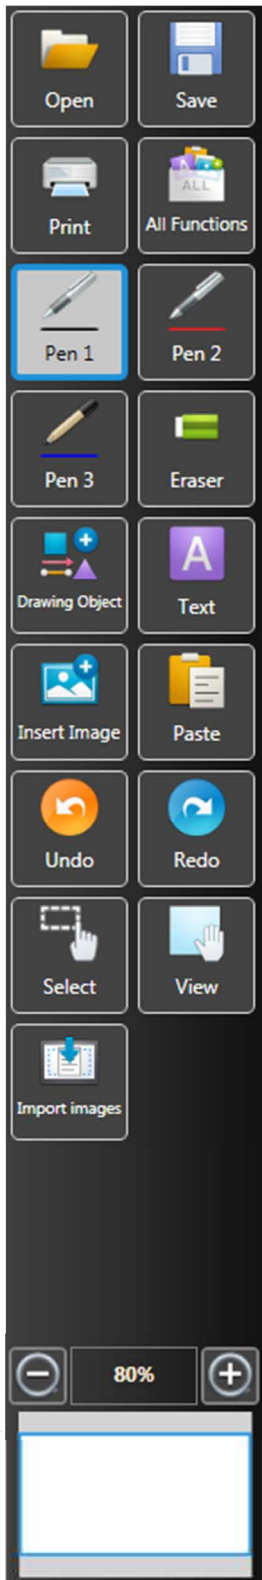 Open
Save
Print
ALL
All Functions
Pen 1
Pen 2
Pen 3
Eraser
Drawing Object
A
Text
Insert Image
Paste
Undo
Redo
Select
View
Import images
80%